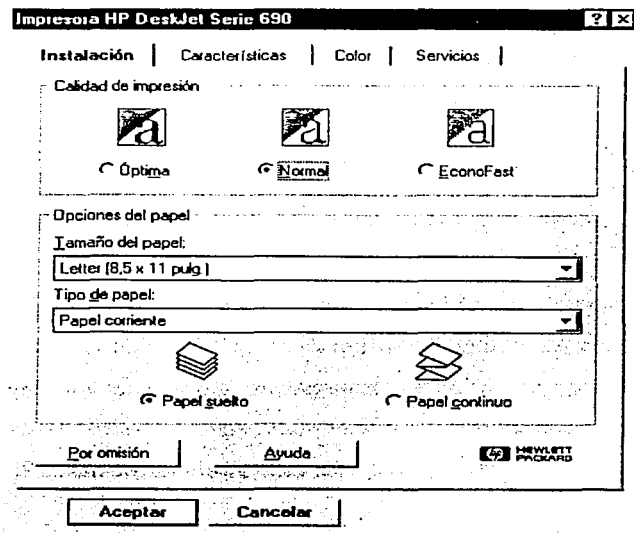 Impresora HP DeskJet Serie 690
Instalación | Características | Color | Servicios |
Calidad de impresión
Óptima Normal EconoFast
Opciones del papel
Tamaño del papel:
Letter (8,5 x 11 pulg.)
Tipo de papel:
Papel corriente
Papel suelto Papel continuo
Por omisión Ayuda hp HEWLETT
PACKARD
Aceptar Cancelar